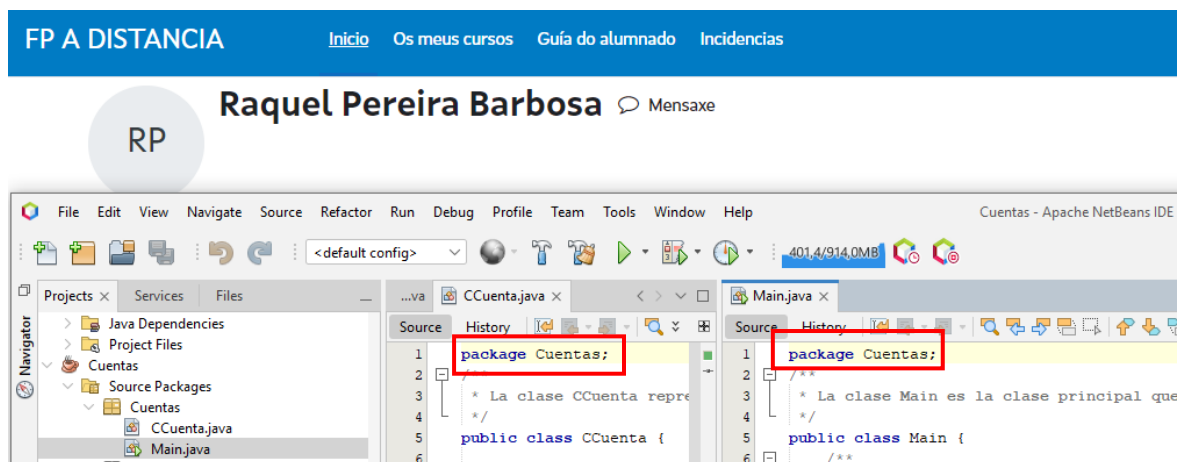 FP A DISTANCIA Inicio Os meus cursos Guía do alumnado Incidencias
RP
Raquel Pereira Barbosa Mensaxe
File Edit View Navigate Source Refactor Run Debug Profile Team Tools Window Help Cuentas - Apache NetBeans IDE
<default config> 401,4/914,0MB
Projects Services Files
Navigator
Java Dependencies
Project Files
Cuentas
Source Packages
Cuentas
CCuenta.java
Main.java
...va CCuenta.java
Source History
1 package Cuentas;
2 /**
3 * La clase CCuenta repre
4 */
5 public class CCuenta {
6
Main.java
Source History
1 package Cuentas;
2 /**
3 * La clase Main es la clase principal que
4 */
5 public class Main {
6 /**